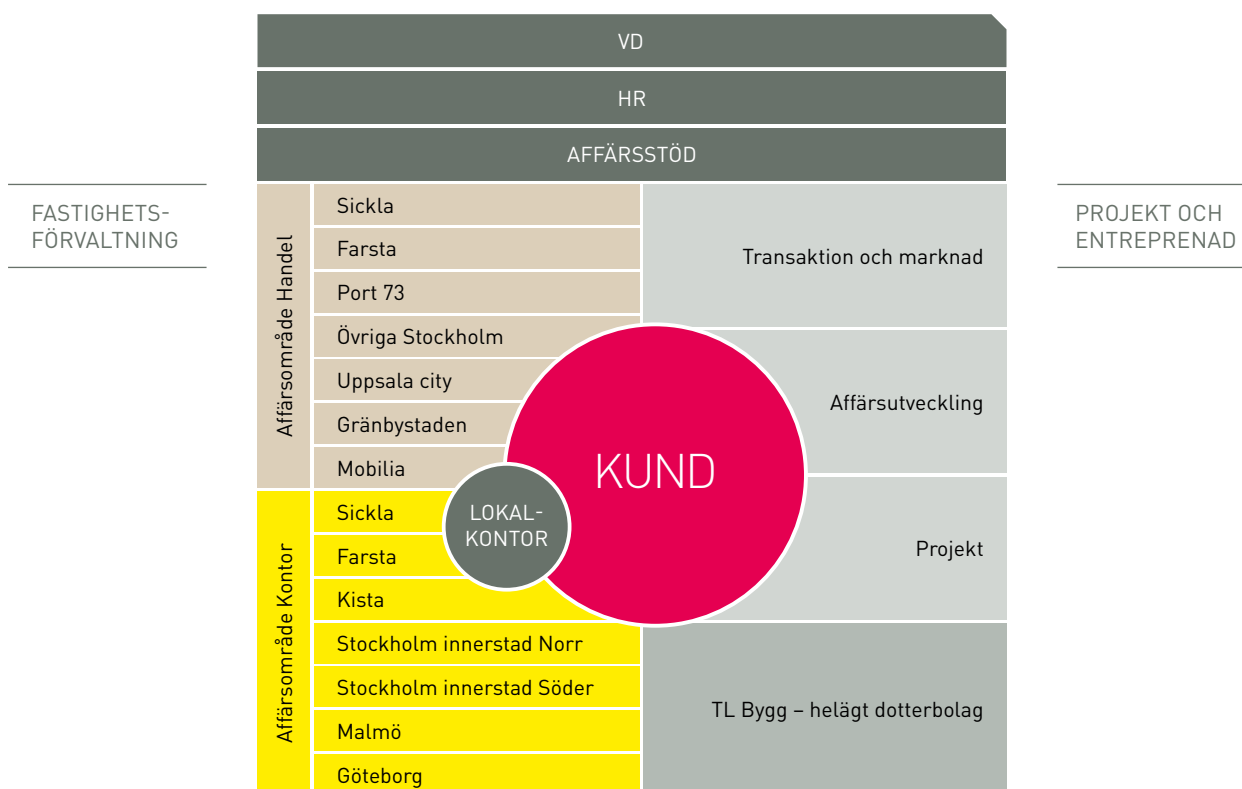 VD
HR
AFFÄRSSTÖD
FASTIGHETS-
FÖRVALTNING
Affärsområde Handel
Sickla
Farsta
Port 73
Övriga Stockholm
Uppsala city
Gränbystaden
Mobilia
Affärsområde Kontor
Sickla
Farsta
Kista
Stockholm innerstad Norr
Stockholm innerstad Söder
Malmö
Göteborg
LOKAL-
KONTOR
KUND
Transaktion och marknad
Affärsutveckling
Projekt
TL Bygg – helägt dotterbolag
PROJEKT OCH
ENTREPRENAD